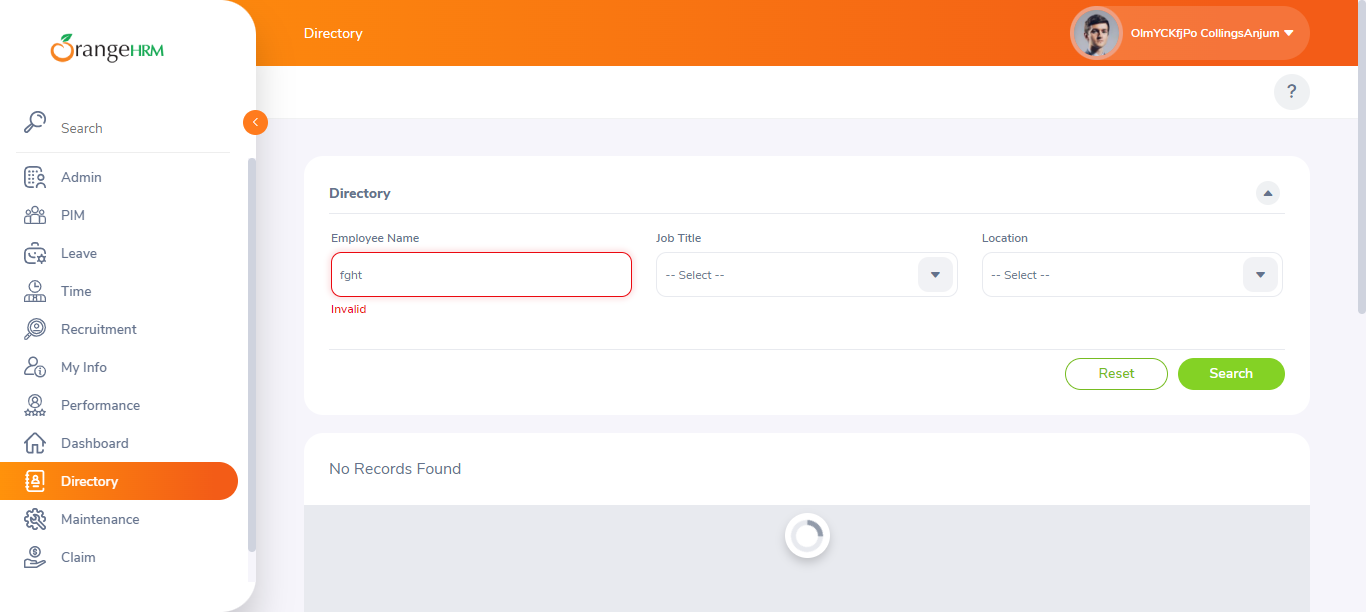 OrangeHRM
Directory
OlmYCKfjPo CollingsAnjum
?
Search
Admin
PIM
Leave
Time
Recruitment
My Info
Performance
Dashboard
Directory
Maintenance
Claim
Directory
Employee Name
Job Title
Location
fght
-- Select --
-- Select --
Invalid
Reset
Search
No Records Found